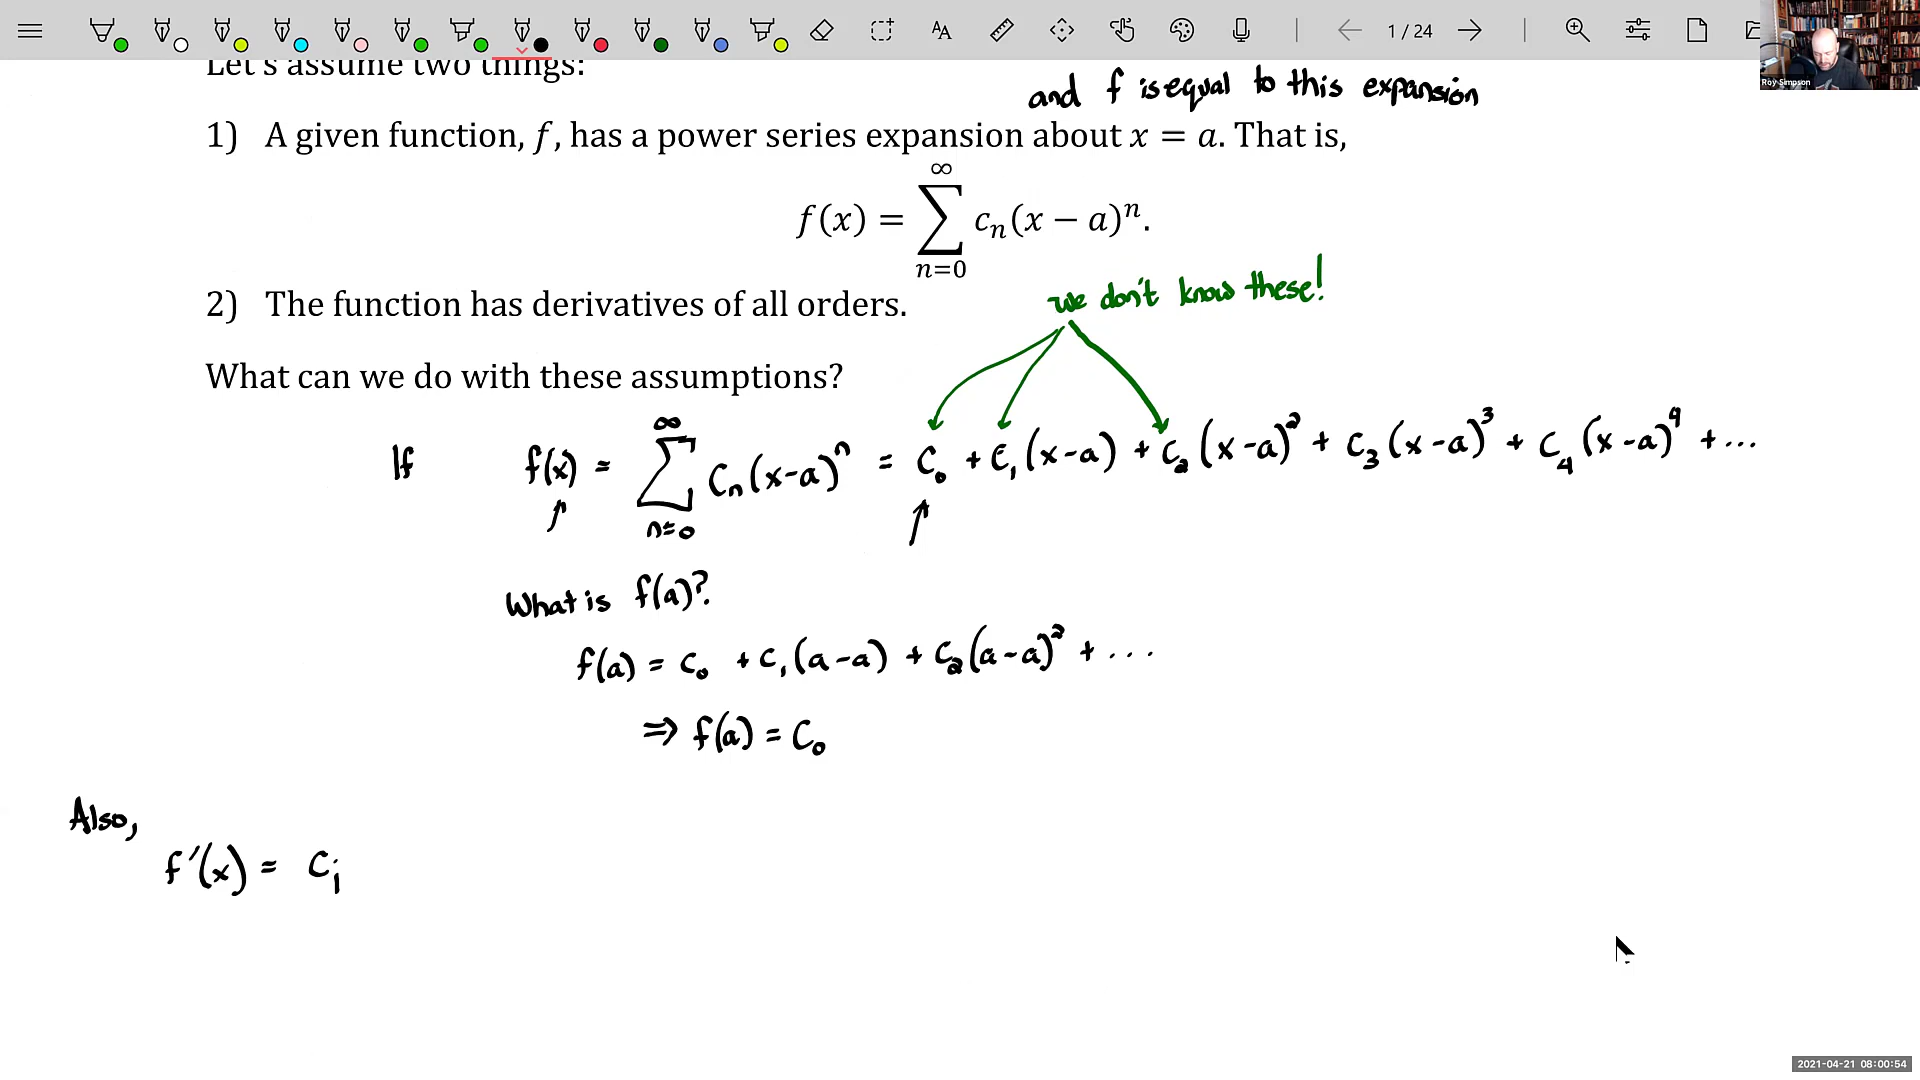 1 / 24
Roy Simpson
Let's assume two things:
and f is equal to this expansion
1) A given function, f, has a power series expansion about x = a. That is,
f(x) = ∑_{n=0}^{∞} c_n(x − a)^n.
2) The function has derivatives of all orders.
we don't know these!
What can we do with these assumptions?
If f(x) = ∑_{n=0}^{∞} C_n(x-a)^n = C_0 + C_1(x-a) + C_2(x-a)^2 + C_3(x-a)^3 + C_4(x-a)^4 + ...
What is f(a)?
f(a) = C_0 + C_1(a-a) + C_2(a-a)^2 + ...
⇒ f(a) = C_0
Also,
f'(x) = C_1
2021-04-21 08:00:54